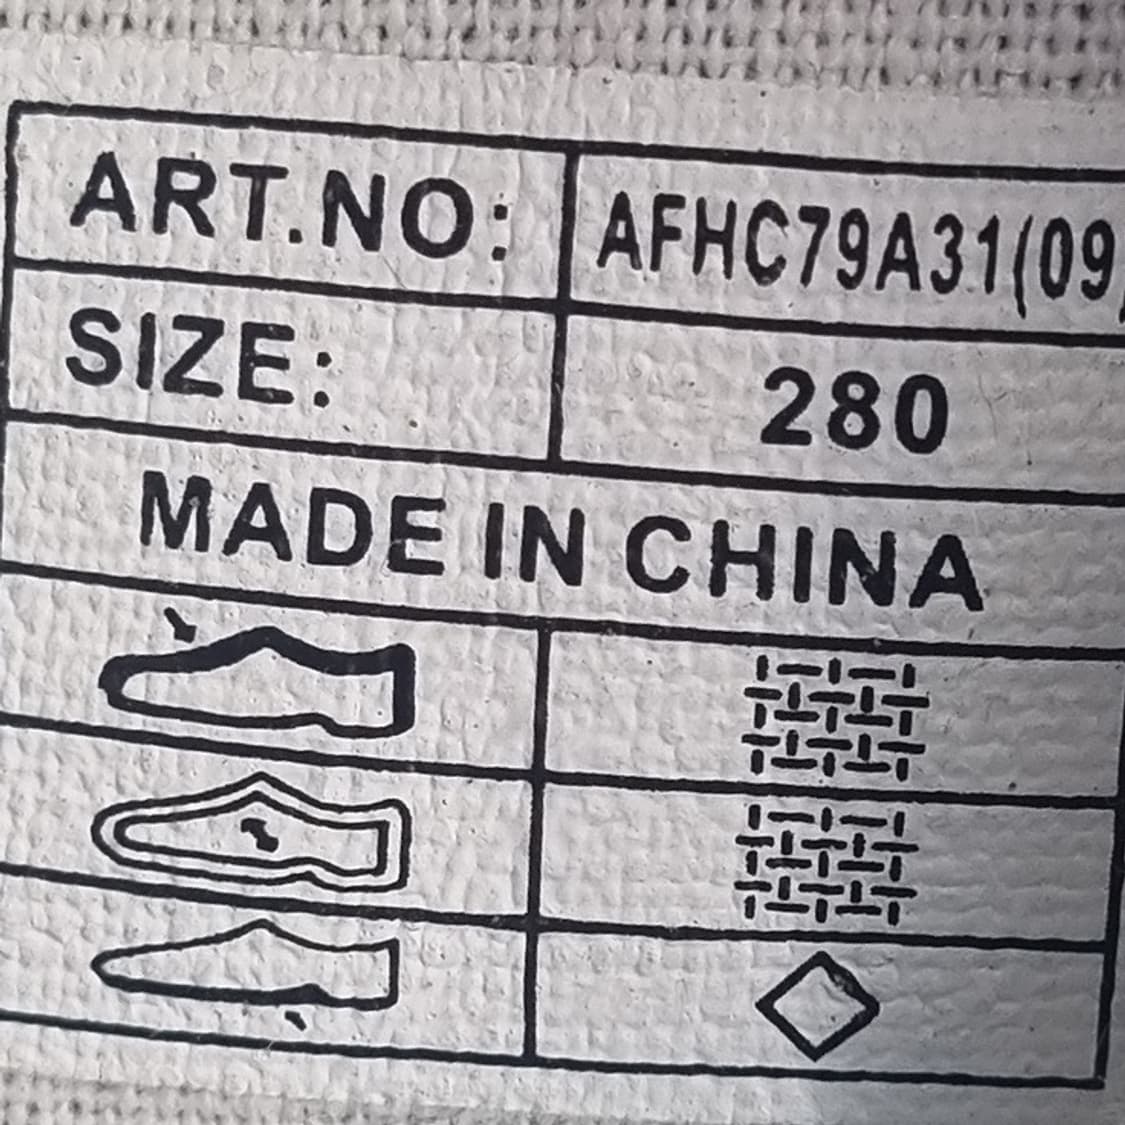 ART.NO: AFHC79A31(09)
SIZE: 280
MADE IN CHINA